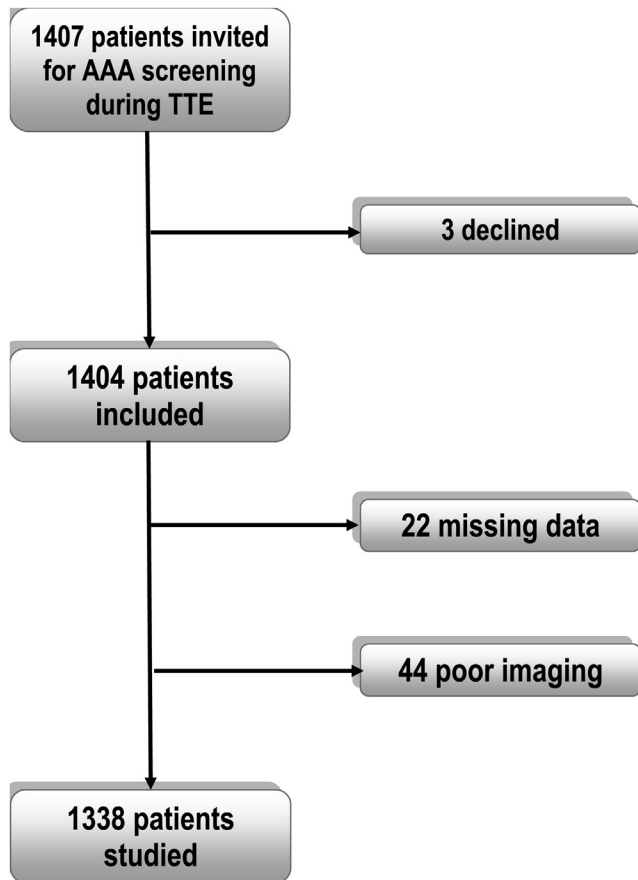 1407 patients invited
for AAA screening
during TTE
3 declined
1404 patients
included
22 missing data
44 poor imaging
1338 patients
studied